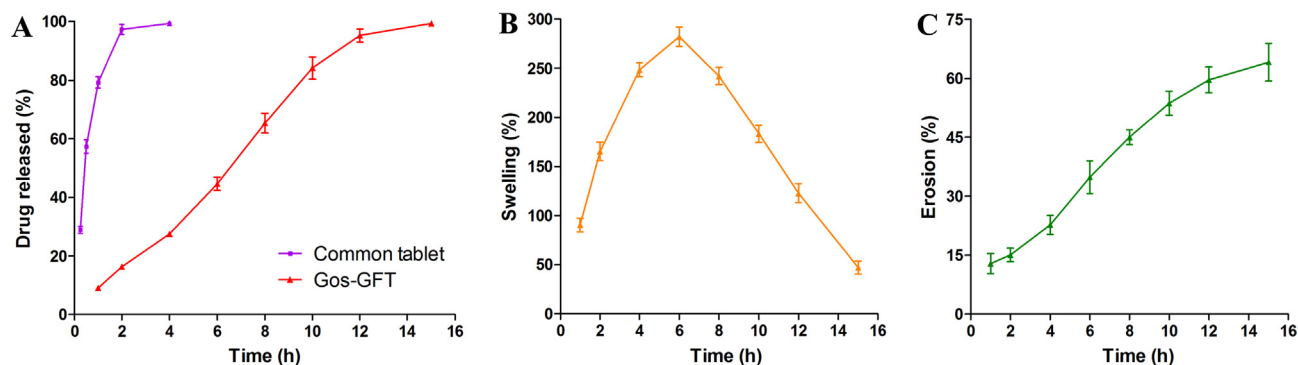 A
Drug released (%)
100
80
60
40
20
0
Common tablet
Gos-GFT
0 2 4 6 8 10 12 14 16
Time (h)
B
Swelling (%)
300
250
200
150
100
50
0
0 2 4 6 8 10 12 14 16
Time (h)
C
Erosion (%)
75
60
45
30
15
0
0 2 4 6 8 10 12 14 16
Time (h)